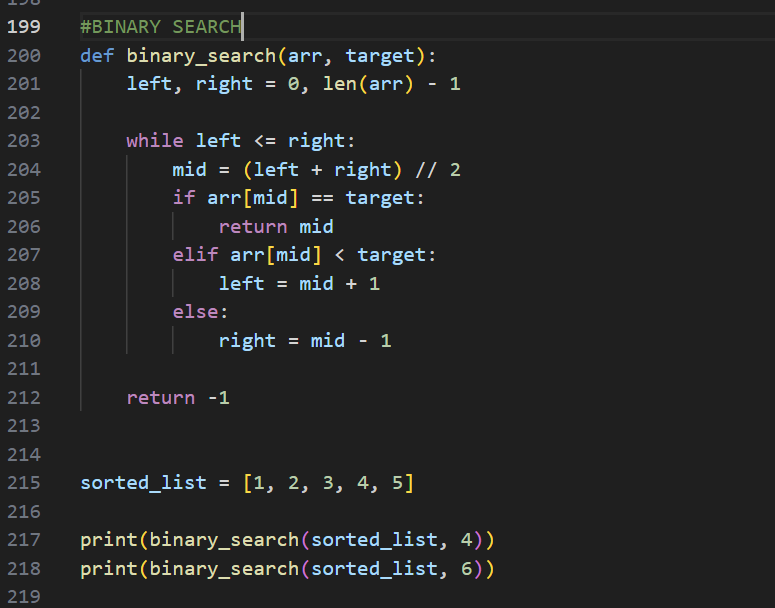 198
199 #BINARY SEARCH
200 def binary_search(arr, target):
201     left, right = 0, len(arr) - 1
202
203     while left <= right:
204         mid = (left + right) // 2
205         if arr[mid] == target:
206             return mid
207         elif arr[mid] < target:
208             left = mid + 1
209         else:
210             right = mid - 1
211
212     return -1
213
214
215 sorted_list = [1, 2, 3, 4, 5]
216
217 print(binary_search(sorted_list, 4))
218 print(binary_search(sorted_list, 6))
219